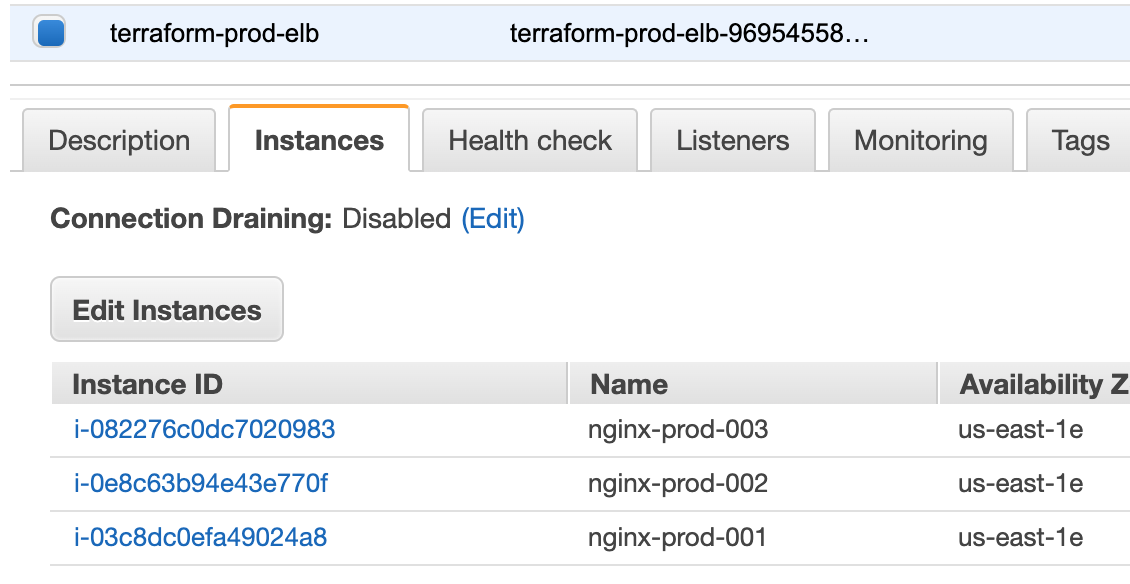 terraform-prod-elb terraform-prod-elb-96954558…
Description Instances Health check Listeners Monitoring Tags
Connection Draining: Disabled (Edit)
Edit Instances
Instance ID Name Availability Z
i-082276c0dc7020983 nginx-prod-003 us-east-1e
i-0e8c63b94e43e770f nginx-prod-002 us-east-1e
i-03c8dc0efa49024a8 nginx-prod-001 us-east-1e